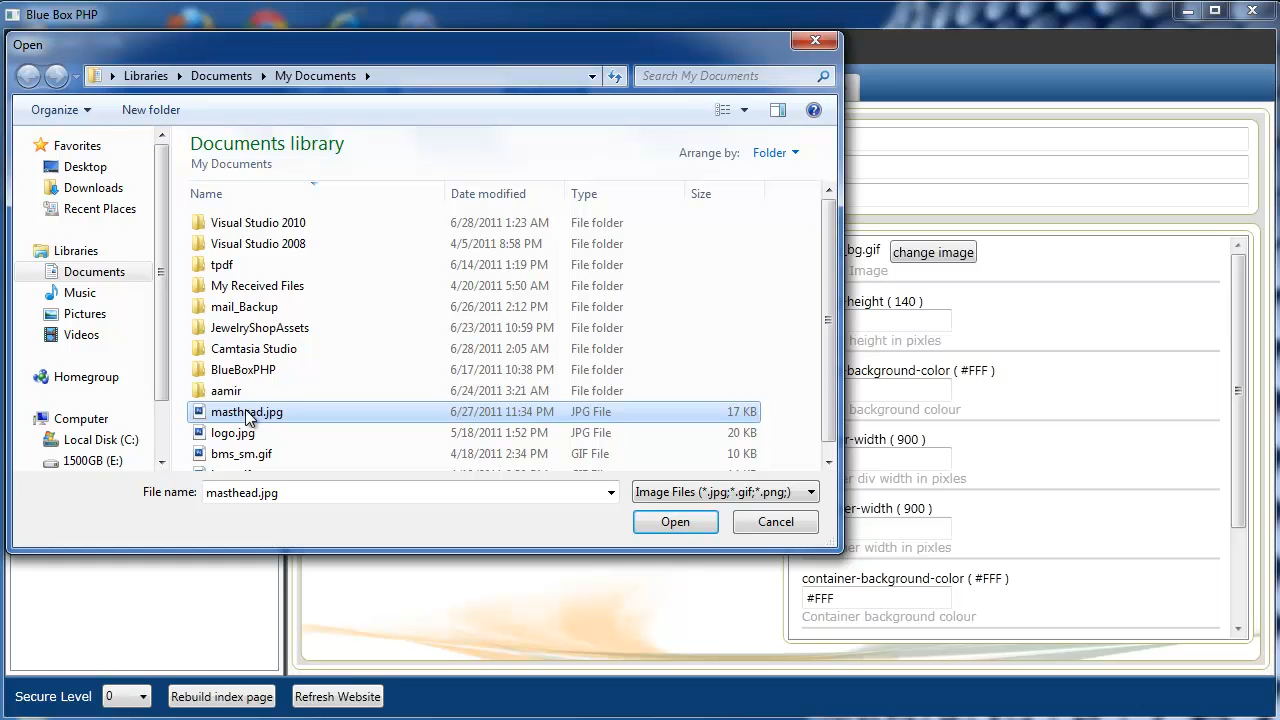 Blue Box PHP
Open
Libraries Documents My Documents
Search My Documents
Organize New folder
Favorites
Desktop
Downloads
Recent Places
Libraries
Documents
Music
Pictures
Videos
Homegroup
Computer
Local Disk (C:)
1500GB (E:)
Documents library
My Documents
Arrange by: Folder
Name Date modified Type Size
Visual Studio 2010 6/28/2011 1:23 AM File folder
Visual Studio 2008 4/5/2011 8:58 PM File folder
tpdf 6/14/2011 1:19 PM File folder
My Received Files 4/20/2011 5:50 AM File folder
mail_Backup 6/26/2011 2:12 PM File folder
JewelryShopAssets 6/23/2011 10:59 PM File folder
Camtasia Studio 6/28/2011 2:05 AM File folder
BlueBoxPHP 6/17/2011 10:38 PM File folder
aamir 6/24/2011 3:21 AM File folder
masthead.jpg 6/27/2011 11:34 PM JPG File 17 KB
logo.jpg 5/18/2011 1:52 PM JPG File 20 KB
bms_sm.gif 4/18/2011 2:34 PM GIF File 10 KB
File name: masthead.jpg
Image Files (*.jpg;*.gif;*.png;)
Open Cancel
bg.gif change image
Image
height ( 140 )
height in pixles
background-color ( #FFF )
background colour
er-width ( 900 )
er div width in pixles
er-width ( 900 )
er width in pixles
container-background-color ( #FFF )
#FFF
Container background colour
Secure Level 0 Rebuild index page Refresh Website